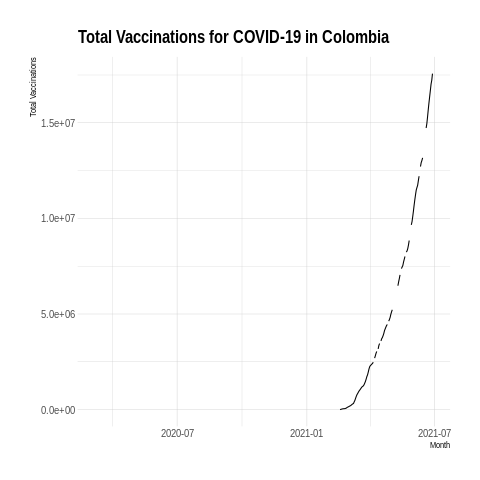 Total Vaccinations for COVID-19 in Colombia
Total Vaccinations
1.5e+07
1.0e+07
5.0e+06
0.0e+00
2020-07
2021-01
2021-07
Month